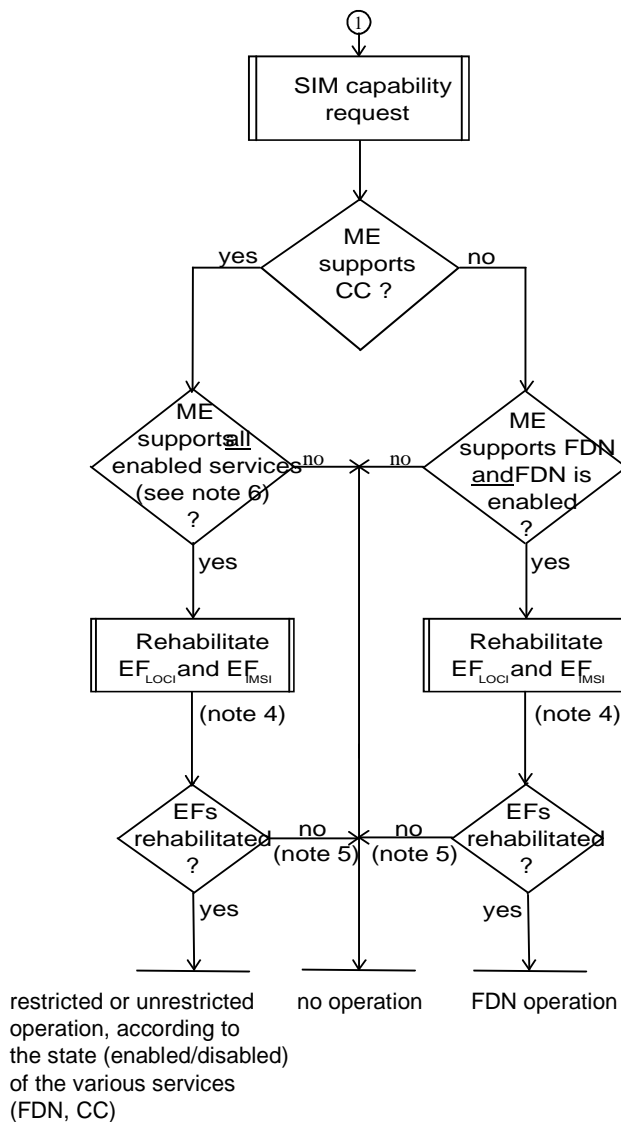 1
SIM capability
request
ME
supports
CC ?
yes
no
ME
supports all
enabled services
(see note 6)
?
no
no
ME
supports FDN
and FDN is
enabled
?
yes
yes
Rehabilitate
EFLOCI and EFIMSI
Rehabilitate
EFLOCI and EFIMSI
(note 4)
(note 4)
EFs
rehabilitated
?
no
(note 5)
no
(note 5)
EFs
rehabilitated
?
yes
yes
restricted or unrestricted
operation, according to
the state (enabled/disabled)
of the various services
(FDN, CC)
no operation
FDN operation